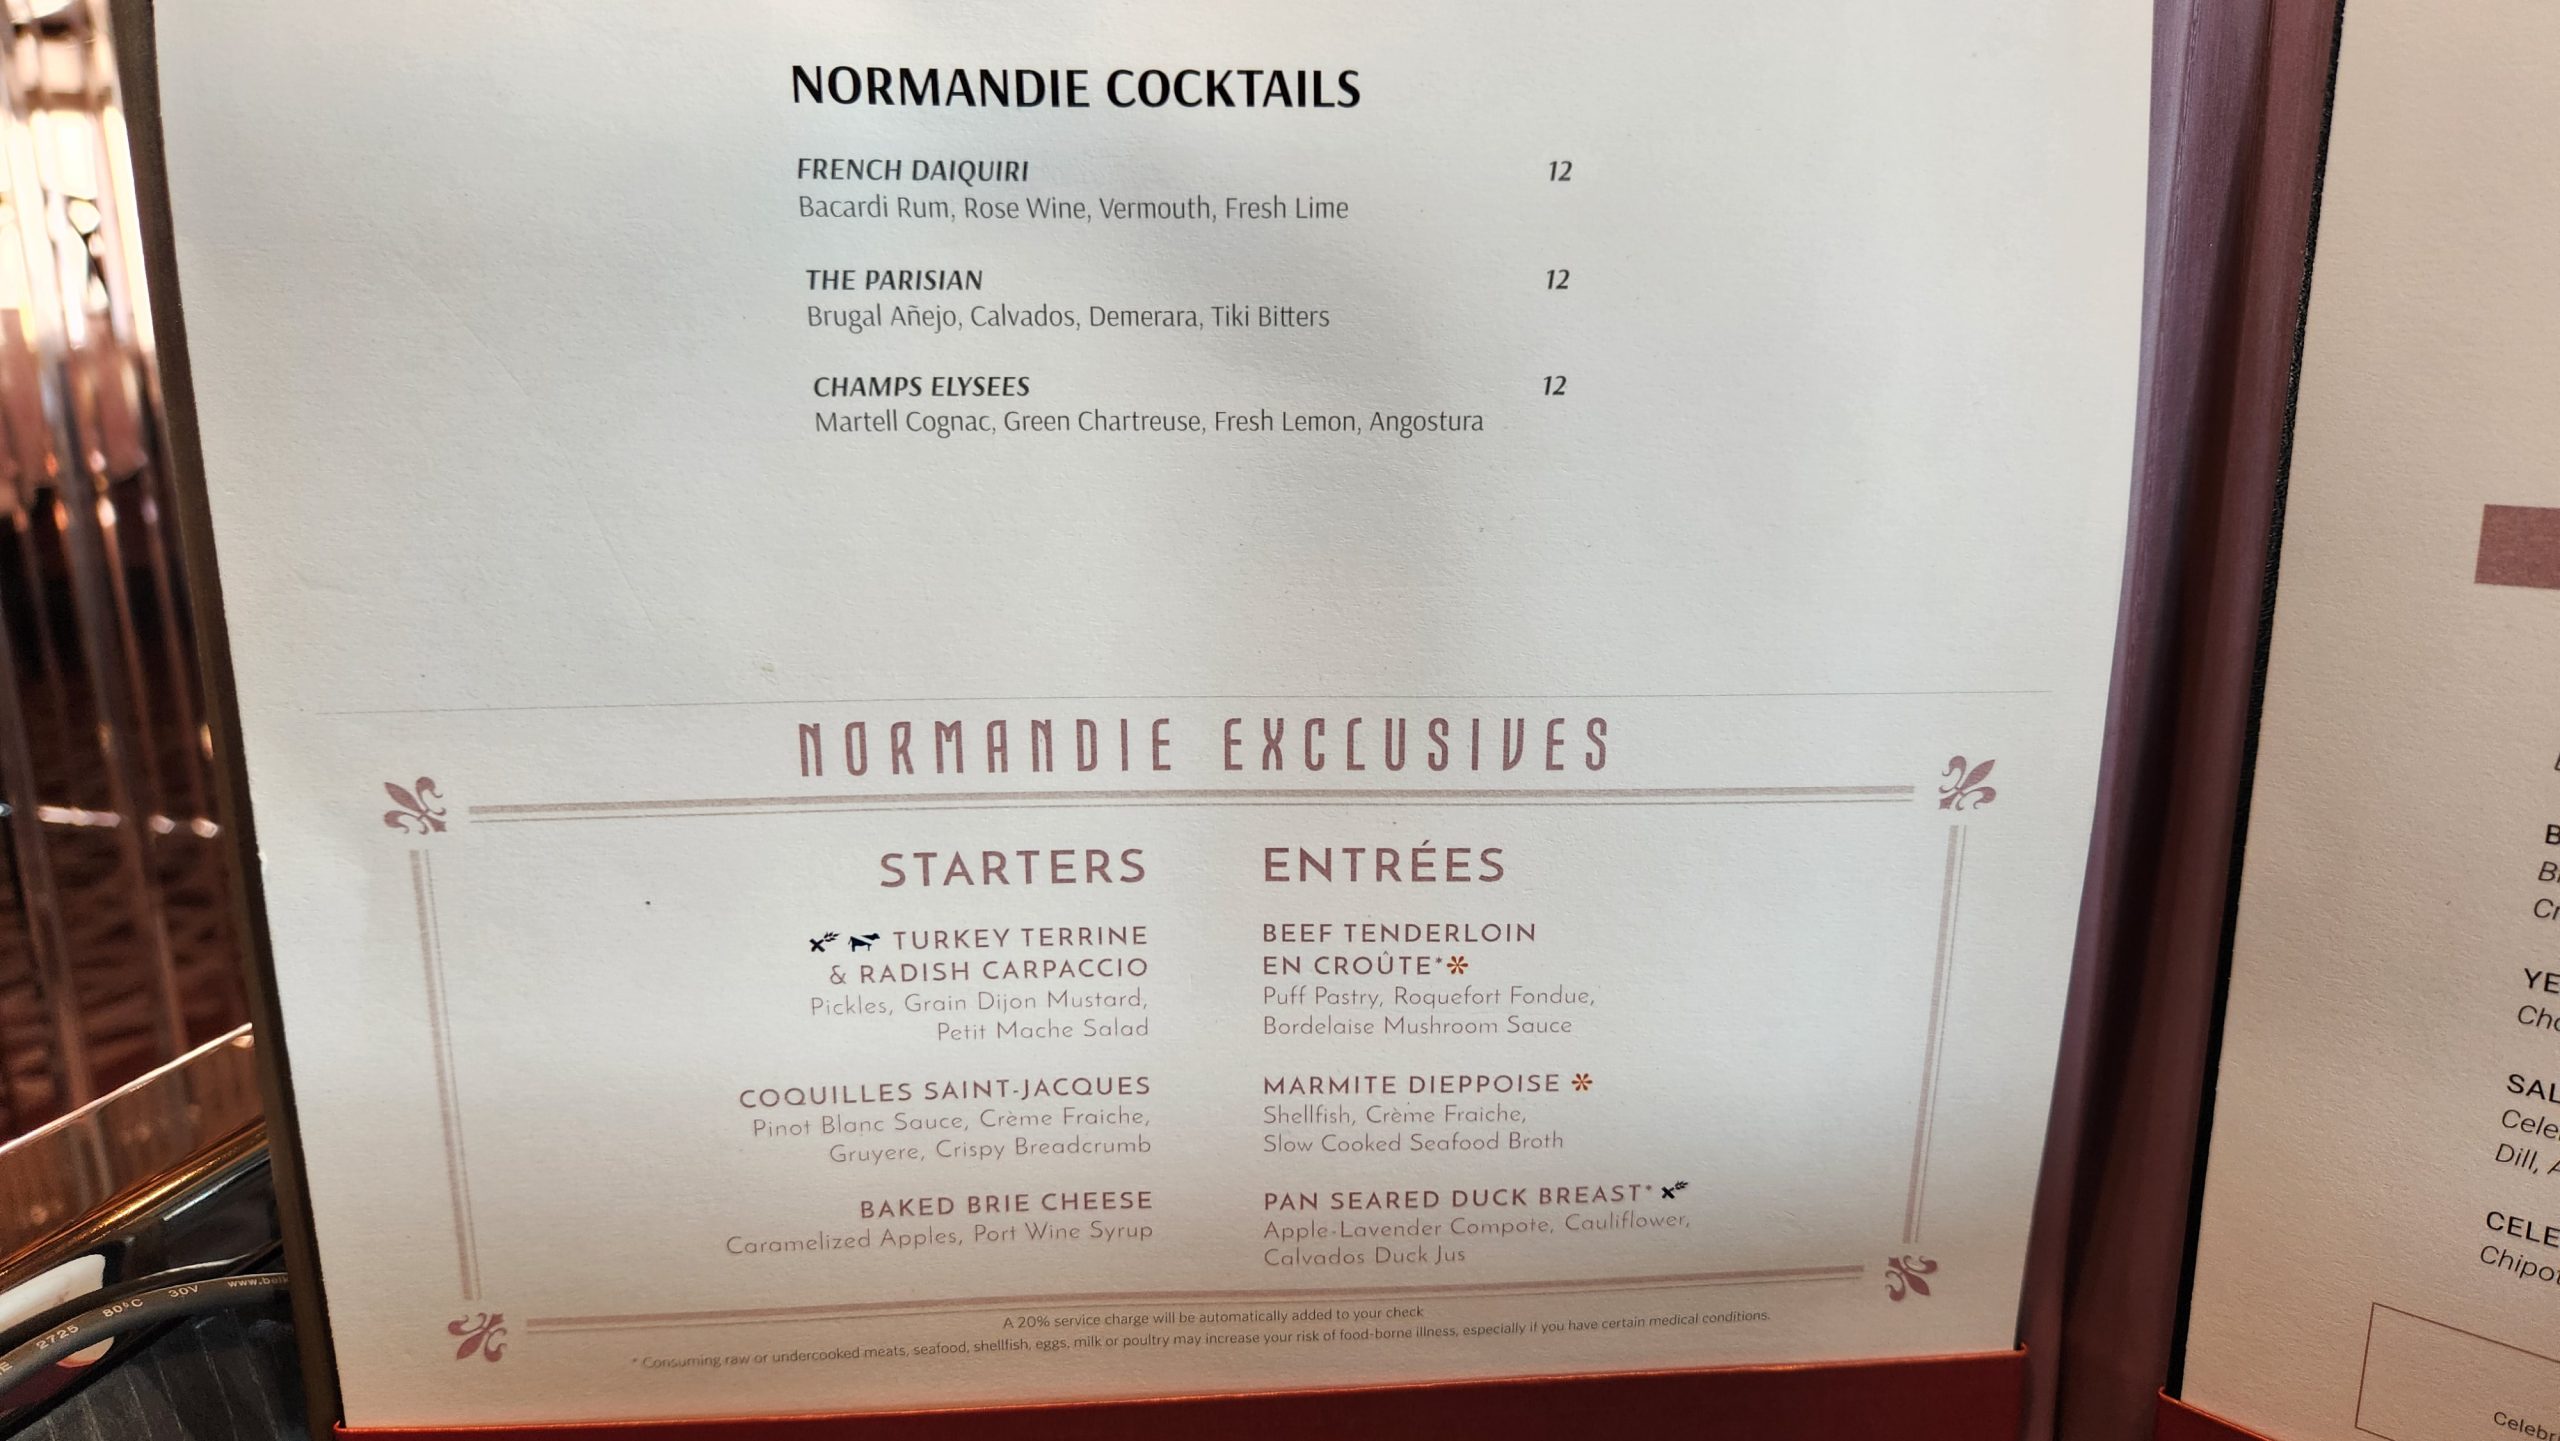 NORMANDIE COCKTAILS
FRENCH DAIQUIRI 12
Bacardi Rum, Rose Wine, Vermouth, Fresh Lime
THE PARISIAN 12
Brugal Añejo, Calvados, Demerara, Tiki Bitters
CHAMPS ELYSEES 12
Martell Cognac, Green Chartreuse, Fresh Lemon, Angostura
NORMANDIE EXCLUSIVES
STARTERS
TURKEY TERRINE
& RADISH CARPACCIO
Pickles, Grain Dijon Mustard,
Petit Mache Salad
COQUILLES SAINT-JACQUES
Pinot Blanc Sauce, Crème Fraiche,
Gruyere, Crispy Breadcrumb
BAKED BRIE CHEESE
Caramelized Apples, Port Wine Syrup
ENTRÉES
BEEF TENDERLOIN
EN CROÛTE*
Puff Pastry, Roquefort Fondue,
Bordelaise Mushroom Sauce
MARMITE DIEPPOISE
Shellfish, Crème Fraiche,
Slow Cooked Seafood Broth
PAN SEARED DUCK BREAST*
Apple-Lavender Compote, Cauliflower,
Calvados Duck Jus
A 20% service charge will be automatically added to your check
* Consuming raw or undercooked meats, seafood, shellfish, eggs, milk or poultry may increase your risk of food-borne illness, especially if you have certain medical conditions.
2725 80°C 30V
Dill,